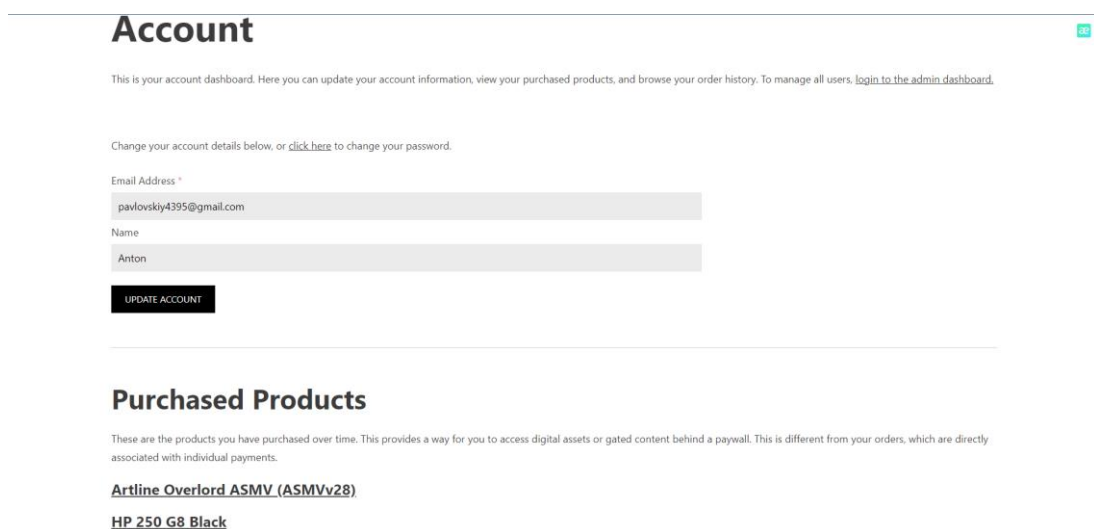 Account
æ
This is your account dashboard. Here you can update your account information, view your purchased products, and browse your order history. To manage all users, login to the admin dashboard.
Change your account details below, or click here to change your password.
Email Address *
pavlovskiy4395@gmail.com
Name
Anton
UPDATE ACCOUNT
Purchased Products
These are the products you have purchased over time. This provides a way for you to access digital assets or gated content behind a paywall. This is different from your orders, which are directly
associated with individual payments.
Artline Overlord ASMV (ASMVv28)
HP 250 G8 Black